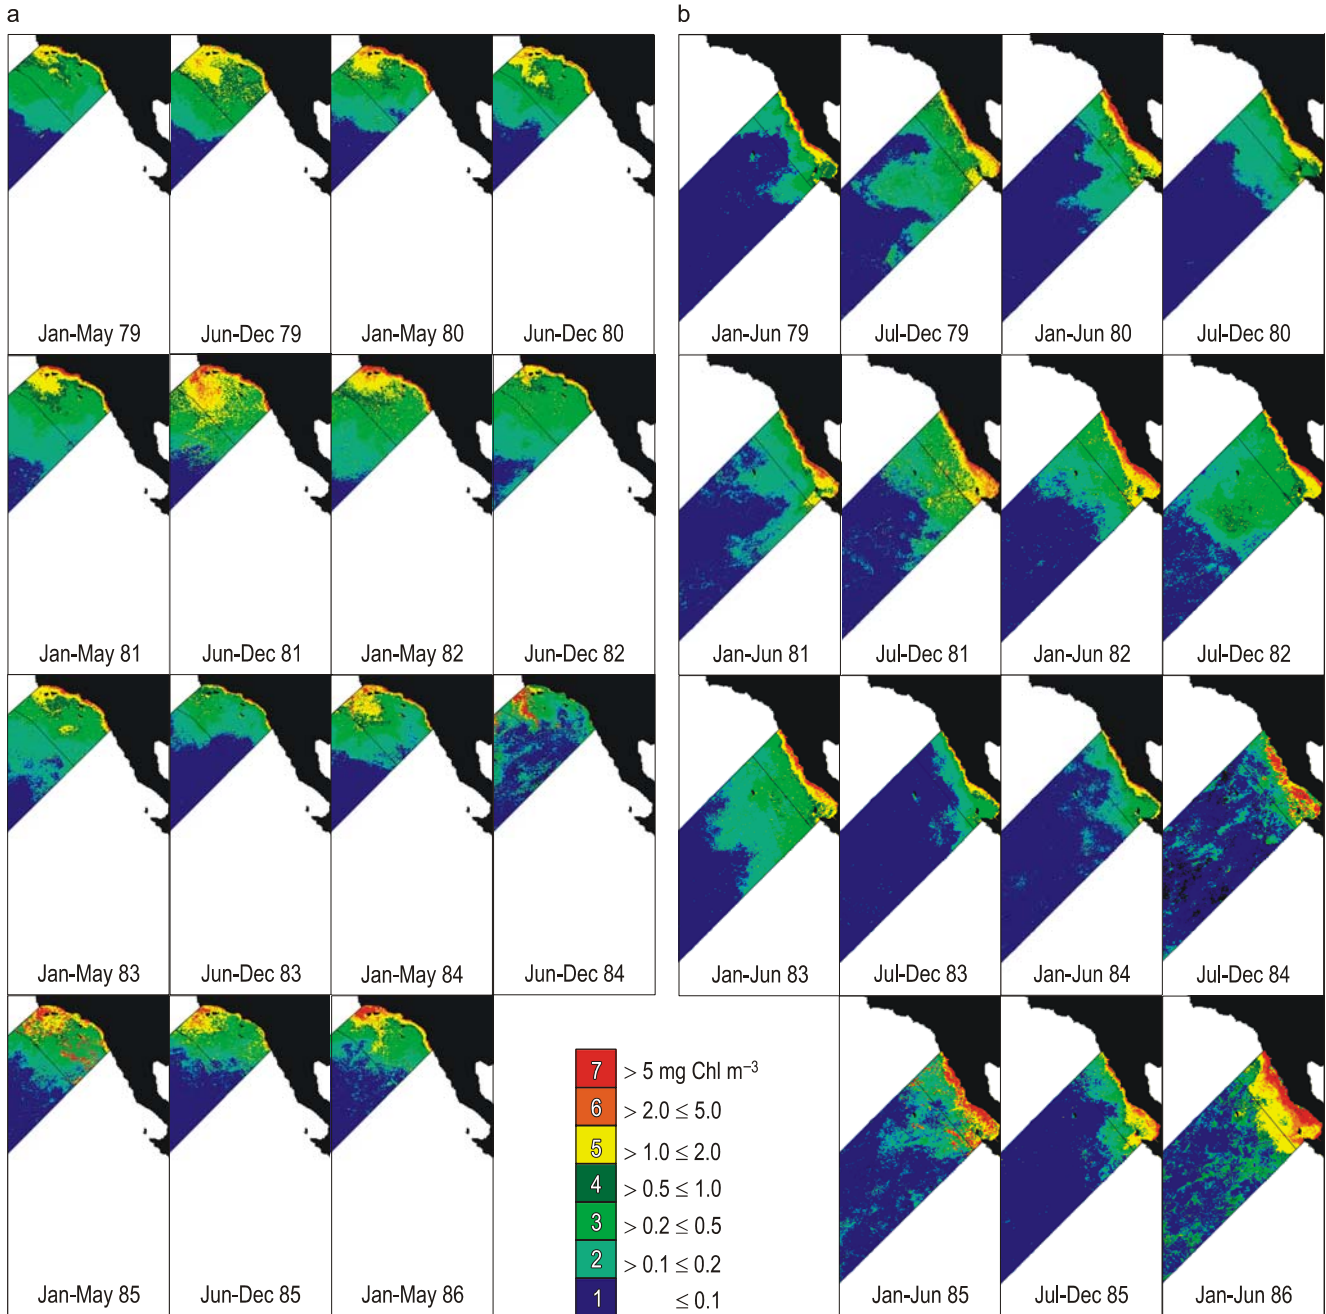 a
b
Jan-May 79
Jun-Dec 79
Jan-May 80
Jun-Dec 80
Jan-Jun 79
Jul-Dec 79
Jan-Jun 80
Jul-Dec 80
Jan-May 81
Jun-Dec 81
Jan-May 82
Jun-Dec 82
Jan-Jun 81
Jul-Dec 81
Jan-Jun 82
Jul-Dec 82
Jan-May 83
Jun-Dec 83
Jan-May 84
Jun-Dec 84
Jan-Jun 83
Jul-Dec 83
Jan-Jun 84
Jul-Dec 84
Jan-May 85
Jun-Dec 85
Jan-May 86
7 > 5 mg Chl m⁻³
6 > 2.0 ≤ 5.0
5 > 1.0 ≤ 2.0
4 > 0.5 ≤ 1.0
3 > 0.2 ≤ 0.5
2 > 0.1 ≤ 0.2
1 ≤ 0.1
Jan-Jun 85
Jul-Dec 85
Jan-Jun 86